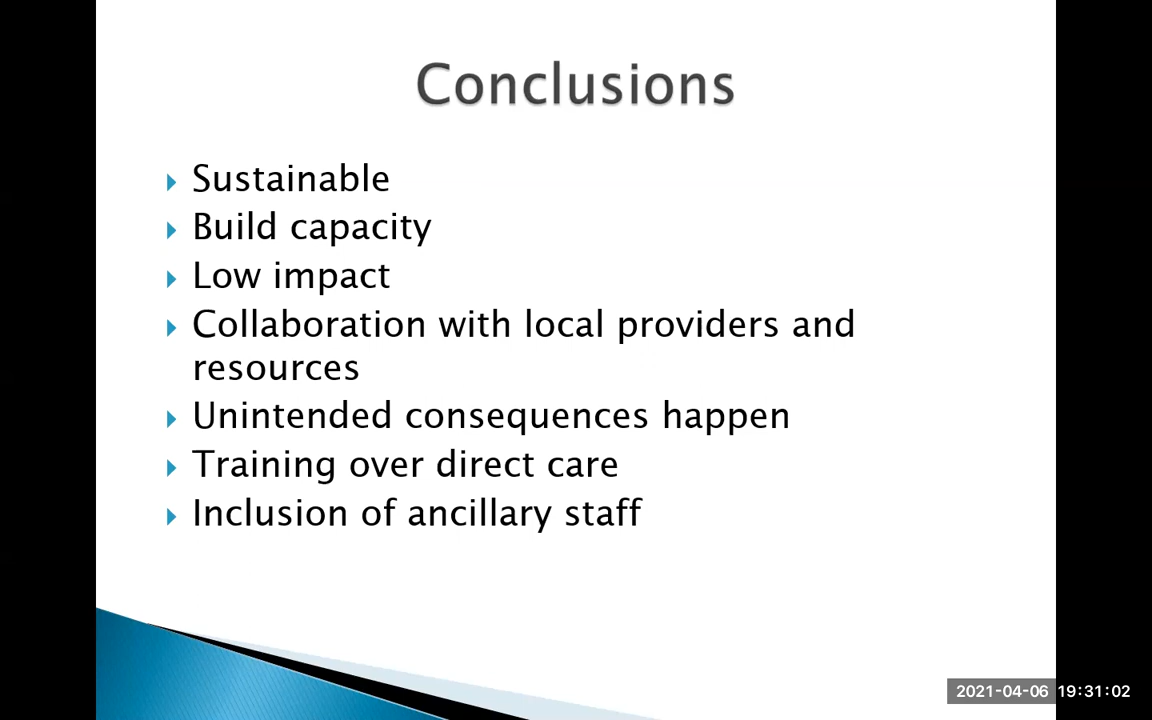 Conclusions
Sustainable
Build capacity
Low impact
Collaboration with local providers and
resources
Unintended consequences happen
Training over direct care
Inclusion of ancillary staff
2021-04-06 19:31:02